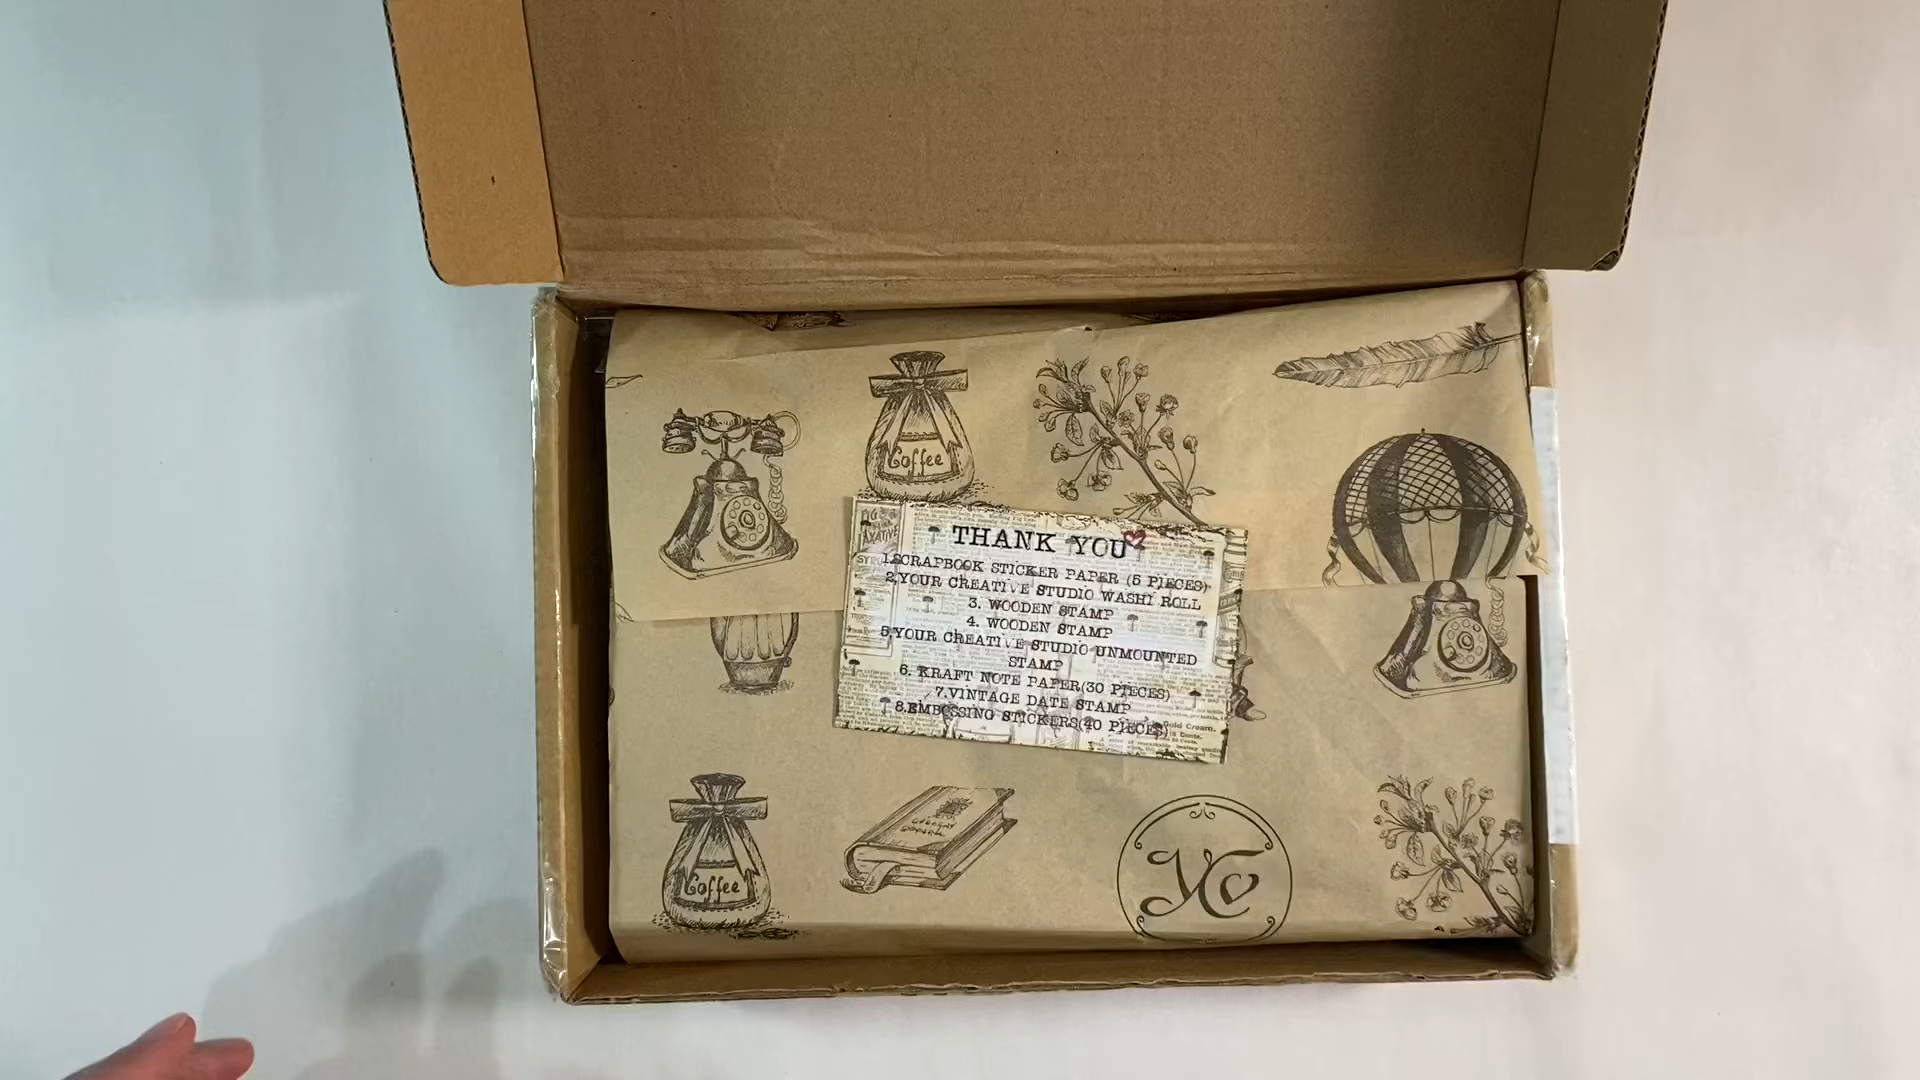 Coffee
THANK YOU
1.SCRAPBOOK STICKER PAPER (5 PIECES)
2.YOUR CREATIVE STUDIO WASHI ROLL
3. WOODEN STAMP
4. WOODEN STAMP
5.YOUR CREATIVE STUDIO UNMOUNTED
STAMP
6. KRAFT NOTE PAPER(30 PIECES)
7.VINTAGE DATE STAMP
8.EMBOSSING STICKERS(40 PIECES)
Coffee